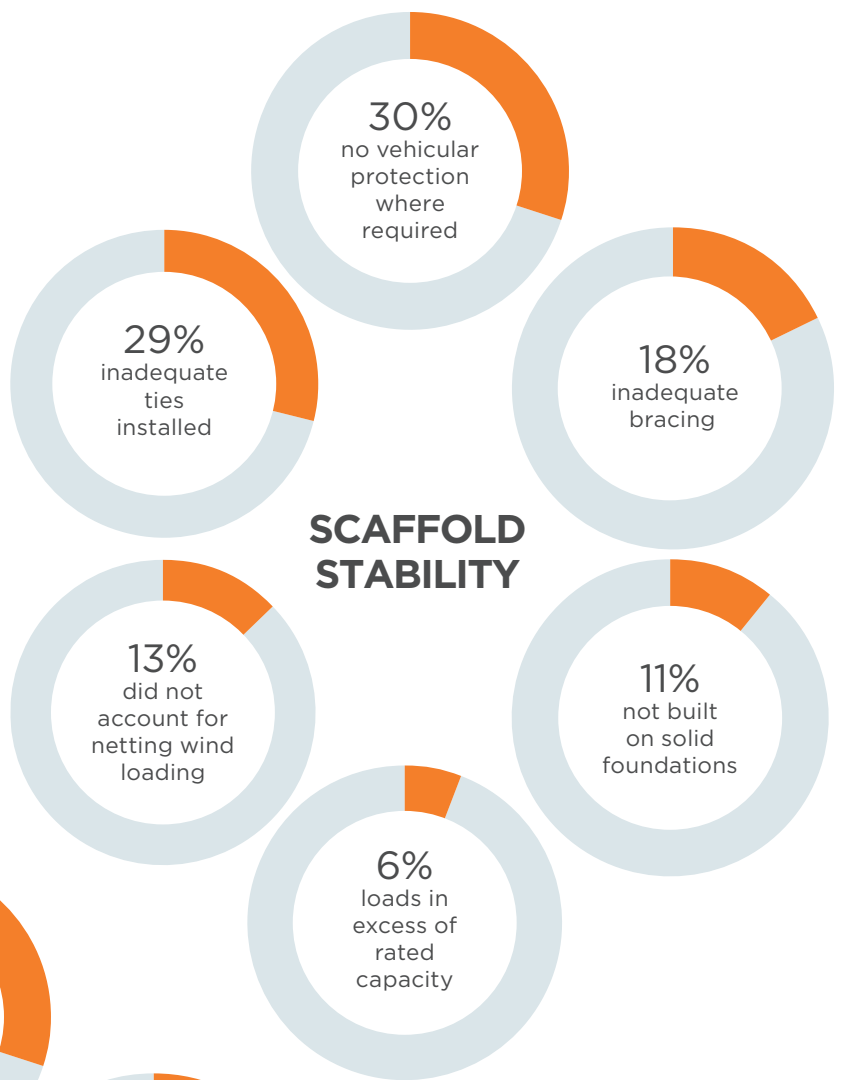 30%
no vehicular
protection
where
required
29%
inadequate
ties
installed
18%
inadequate
bracing
SCAFFOLD
STABILITY
13%
did not
account for
netting wind
loading
11%
not built
on solid
foundations
6%
loads in
excess of
rated
capacity